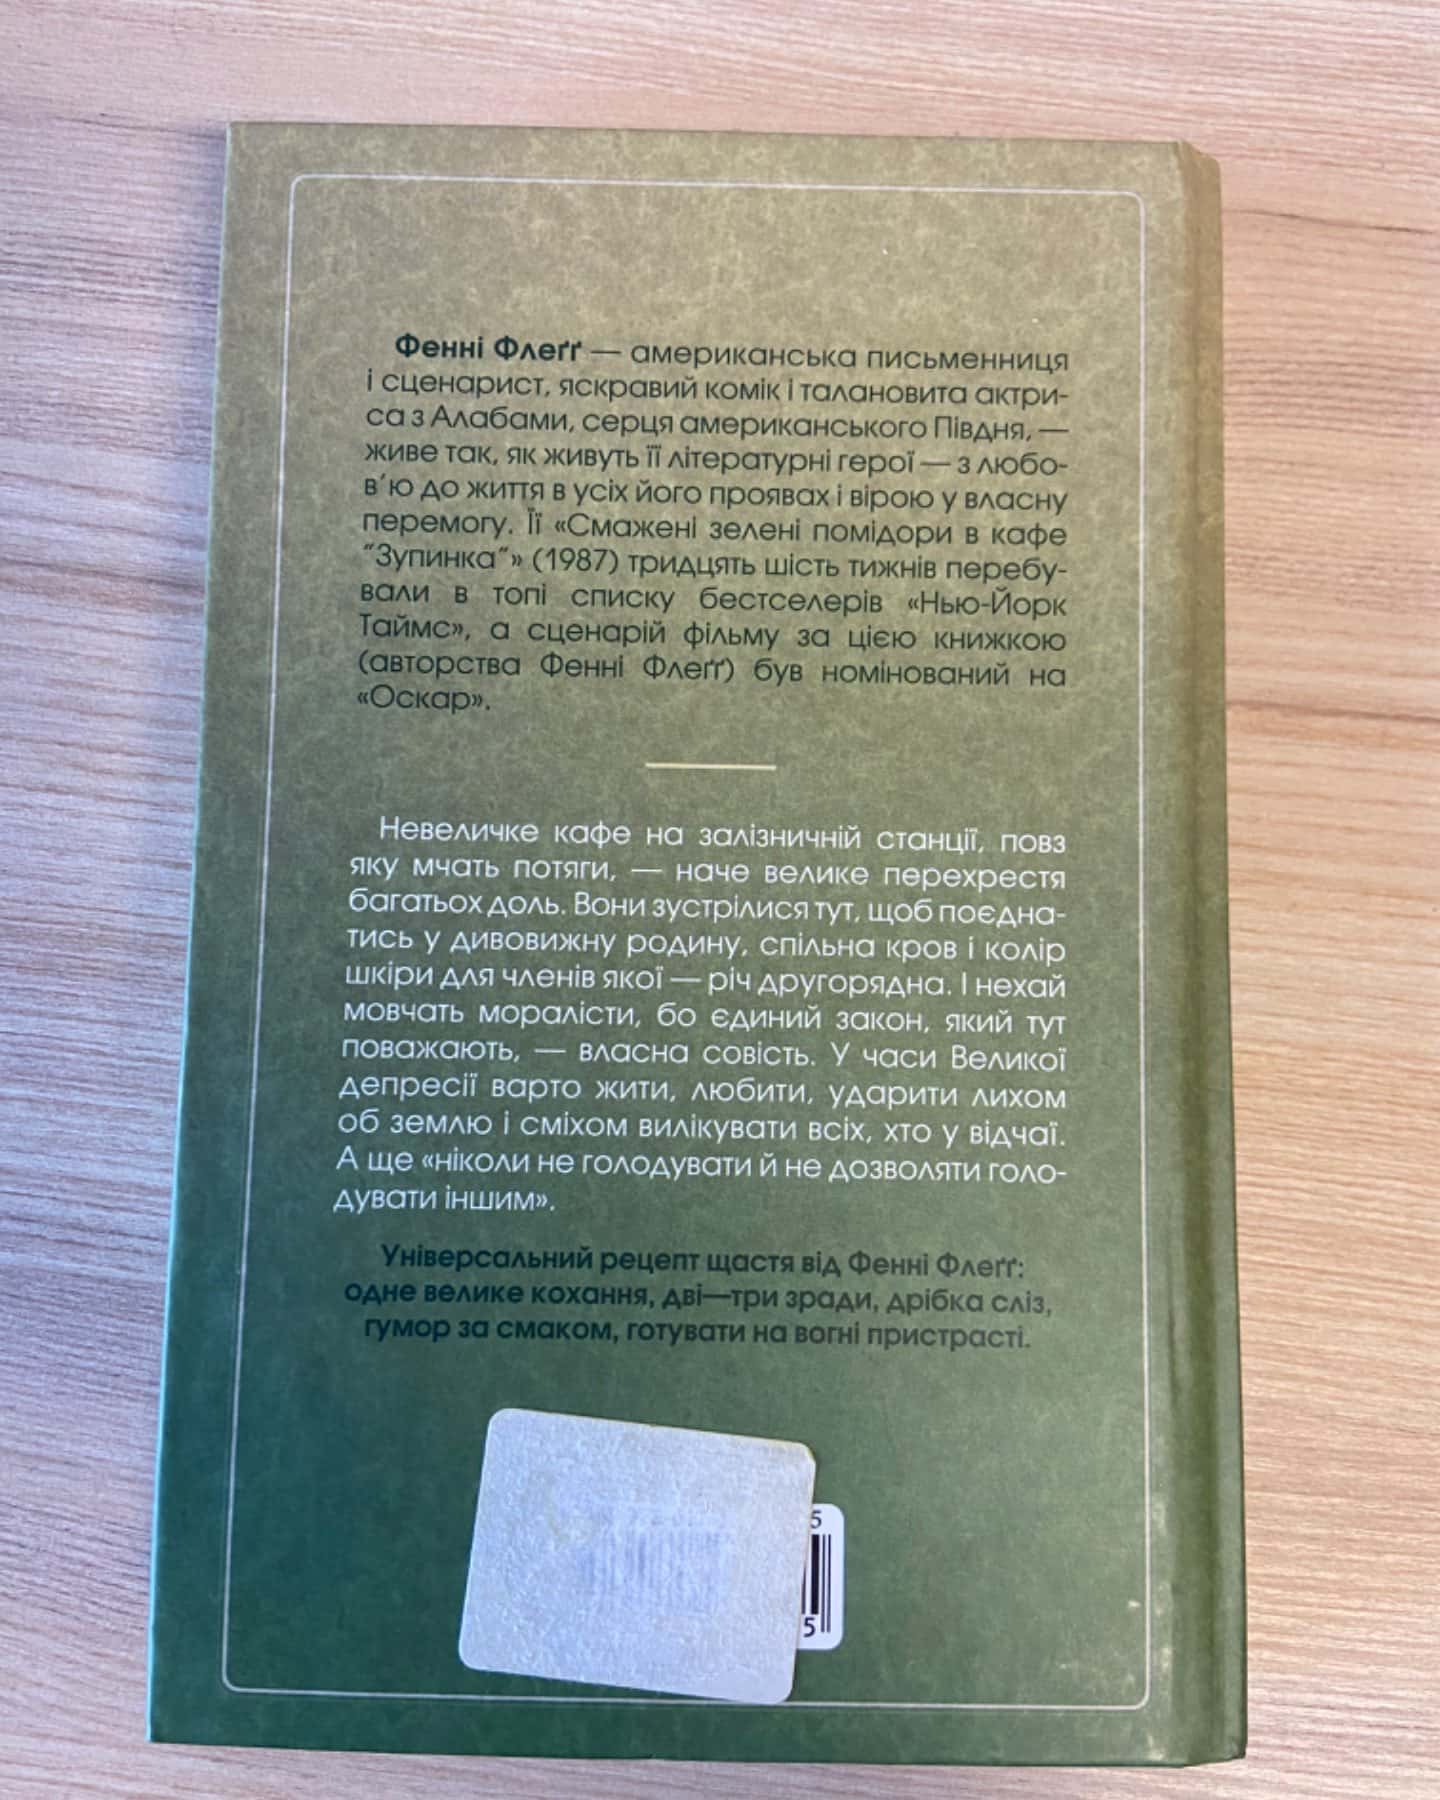 Фенні Флеґґ — американська письменниця
і сценарист, яскравий комік і талановита актри-
са з Алабами, серця американського Півдня, —
живе так, як живуть її літературні герої — з любо-
в'ю до життя в усіх його проявах і вірою у власну
перемогу. Її «Смажені зелені помідори в кафе
"Зупинка"» (1987) тридцять шість тижнів перебу-
вали в топі списку бестселерів «Нью-Йорк
Таймс», а сценарій фільму за цією книжкою
(авторства Фенні Флеґґ) був номінований на
«Оскар».
Невеличке кафе на залізничній станції, повз
яку мчать потяги, — наче велике перехрестя
багатьох доль. Вони зустрілися тут, щоб поєдна-
тись у дивовижну родину, спільна кров і колір
шкіри для членів якої — річ другорядна. І нехай
мовчать моралісти, бо єдиний закон, який тут
поважають, — власна совість. У часи Великої
депресії варто жити, любити, ударити лихом
об землю і сміхом вилікувати всіх, хто у відчаї.
А ще «ніколи не голодувати й не дозволяти голо-
дувати іншим».
Універсальний рецепт щастя від Фенні Флеґґ:
одне велике кохання, дві—три зради, дрібка сліз,
гумор за смаком, готувати на вогні пристрасті.
5
5